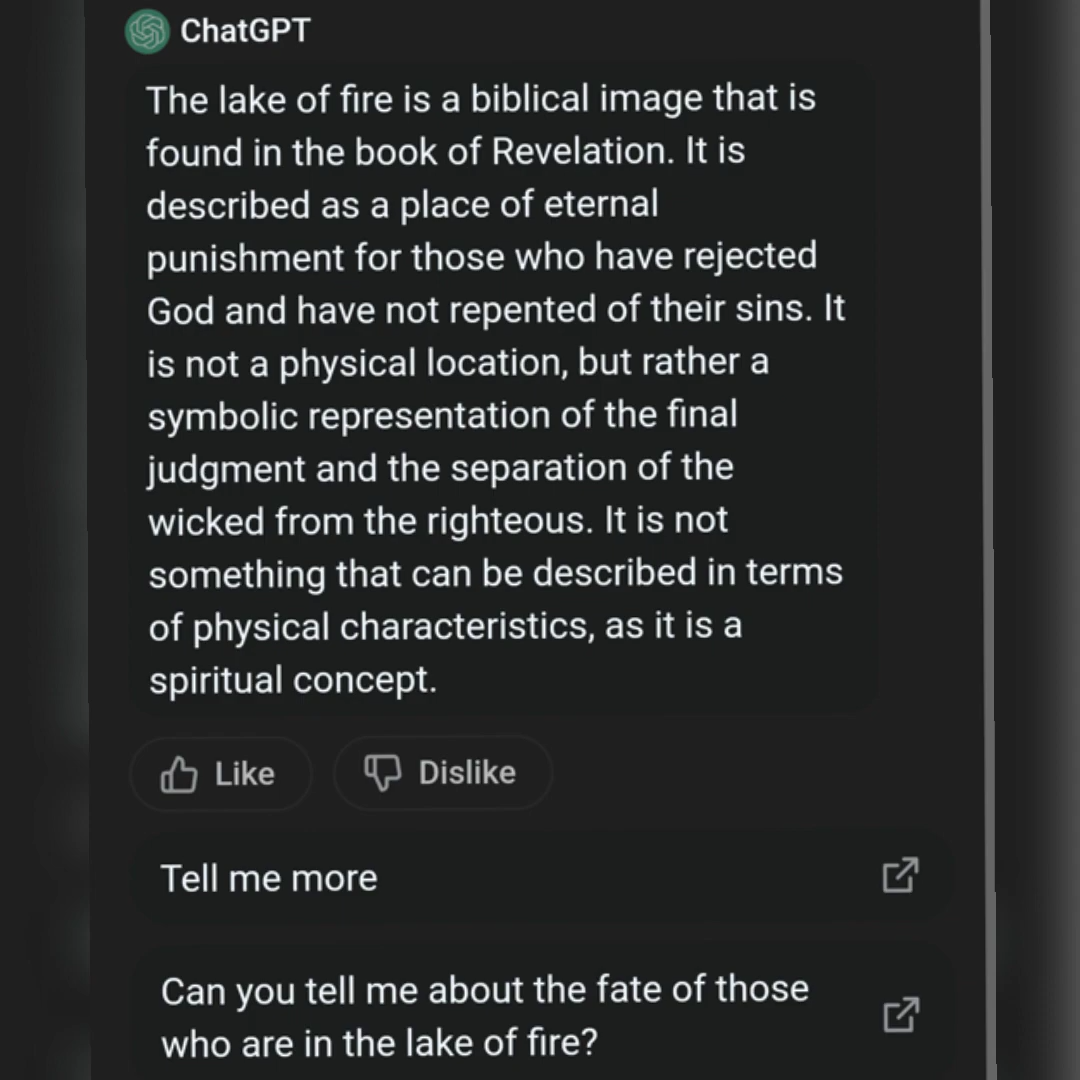 ChatGPT
The lake of fire is a biblical image that is
found in the book of Revelation. It is
described as a place of eternal
punishment for those who have rejected
God and have not repented of their sins. It
is not a physical location, but rather a
symbolic representation of the final
judgment and the separation of the
wicked from the righteous. It is not
something that can be described in terms
of physical characteristics, as it is a
spiritual concept.
Like Dislike
Tell me more
Can you tell me about the fate of those
who are in the lake of fire?